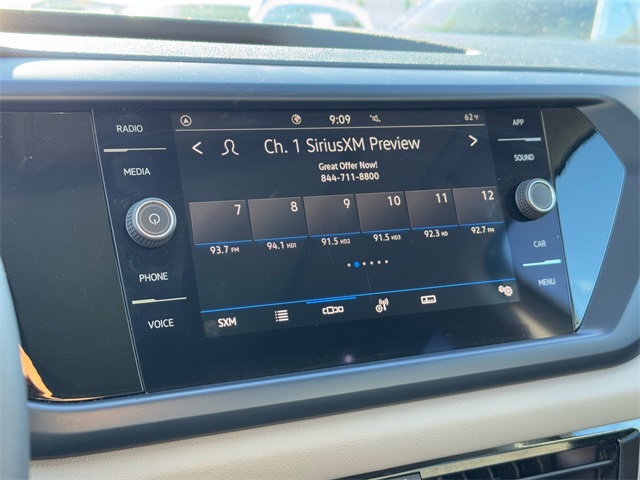 RADIO
MEDIA
PHONE
VOICE
9:09
62°F
Ch. 1 SiriusXM Preview
Great Offer Now!
844-711-8800
7 8 9 10 11 12
93.7 FM 94.1 HD1 91.5 HD2 91.5 HD3 92.3 HD 92.7 FM
SXM
APP
SOUND
CAR
MENU